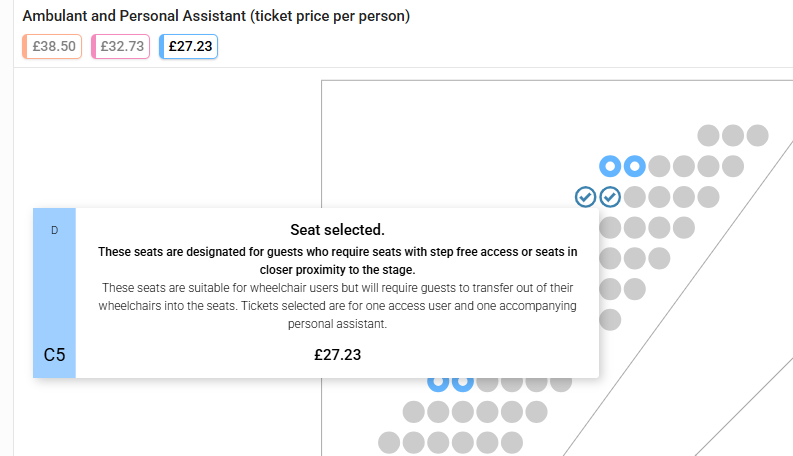 Ambulant and Personal Assistant (ticket price per person)
£38.50 £32.73 £27.23
D
Seat selected.
These seats are designated for guests who require seats with step free access or seats in
closer proximity to the stage.
These seats are suitable for wheelchair users but will require guests to transfer out of their
wheelchairs into the seats. Tickets selected are for one access user and one accompanying
personal assistant.
C5
£27.23